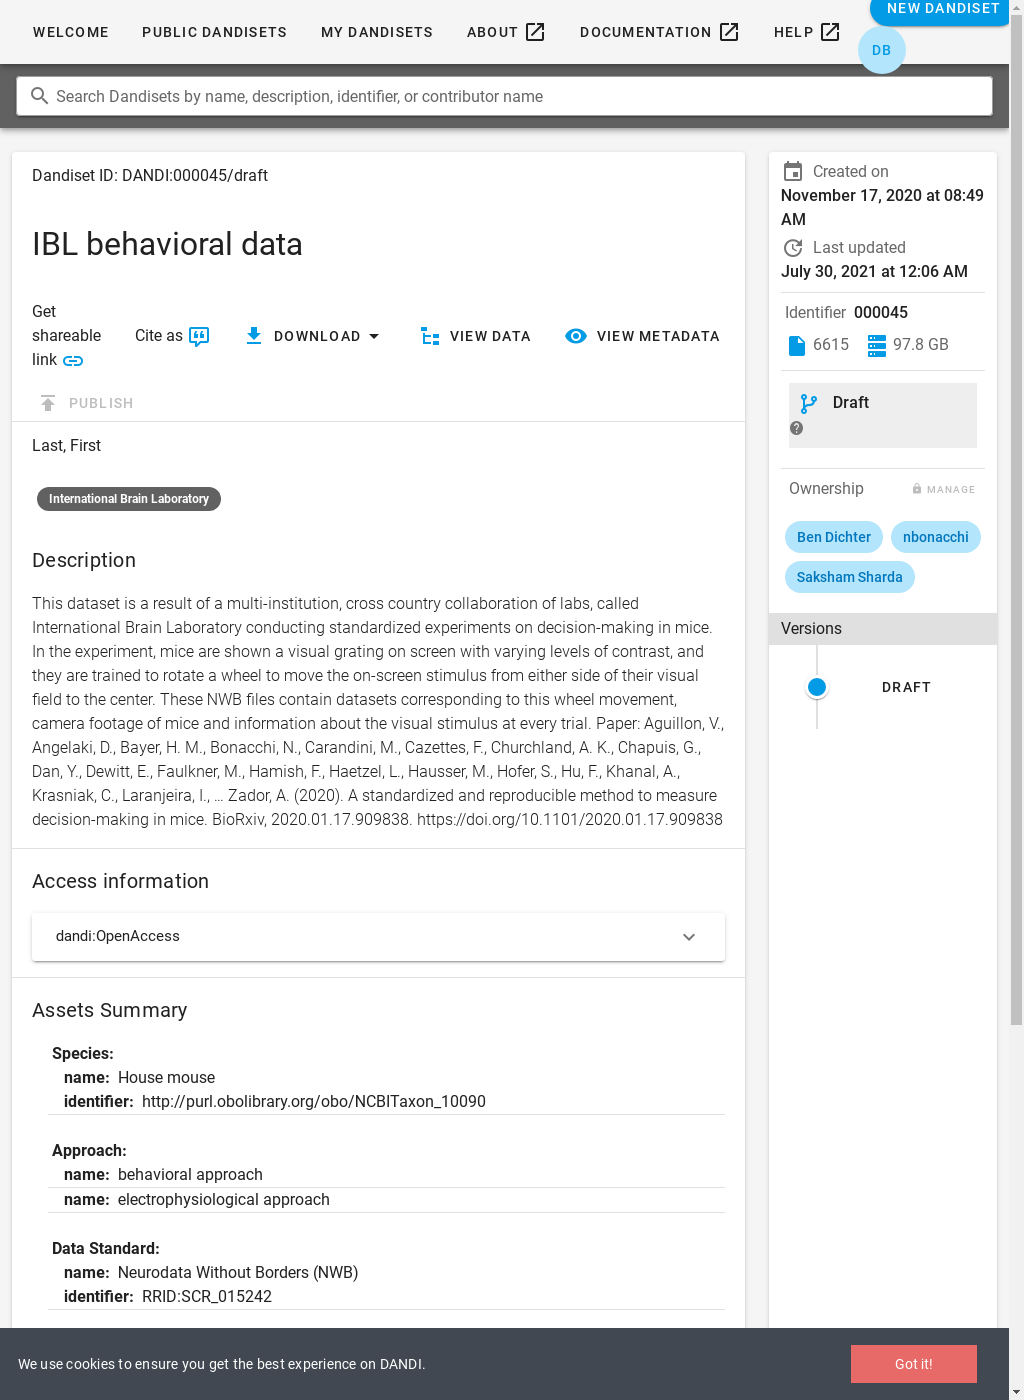 WELCOME PUBLIC DANDISETS MY DANDISETS ABOUT DOCUMENTATION HELP NEW DANDISET
DB
Search Dandisets by name, description, identifier, or contributor name
Dandiset ID: DANDI:000045/draft
IBL behavioral data
Get
shareable
link
Cite as
DOWNLOAD
VIEW DATA
VIEW METADATA
PUBLISH
Last, First
International Brain Laboratory
Description
This dataset is a result of a multi-institution, cross country collaboration of labs, called
International Brain Laboratory conducting standardized experiments on decision-making in mice.
In the experiment, mice are shown a visual grating on screen with varying levels of contrast, and
they are trained to rotate a wheel to move the on-screen stimulus from either side of their visual
field to the center. These NWB files contain datasets corresponding to this wheel movement,
camera footage of mice and information about the visual stimulus at every trial. Paper: Aguillon, V.,
Angelaki, D., Bayer, H. M., Bonacchi, N., Carandini, M., Cazettes, F., Churchland, A. K., Chapuis, G.,
Dan, Y., Dewitt, E., Faulkner, M., Hamish, F., Haetzel, L., Hausser, M., Hofer, S., Hu, F., Khanal, A.,
Krasniak, C., Laranjeira, I., … Zador, A. (2020). A standardized and reproducible method to measure
decision-making in mice. BioRxiv, 2020.01.17.909838. https://doi.org/10.1101/2020.01.17.909838
Access information
dandi:OpenAccess
Assets Summary
Species:
name: House mouse
identifier: http://purl.obolibrary.org/obo/NCBITaxon_10090
Approach:
name: behavioral approach
name: electrophysiological approach
Data Standard:
name: Neurodata Without Borders (NWB)
identifier: RRID:SCR_015242
Created on
November 17, 2020 at 08:49
AM
Last updated
July 30, 2021 at 12:06 AM
Identifier 000045
6615 97.8 GB
Draft
Ownership MANAGE
Ben Dichter nbonacchi
Saksham Sharda
Versions
DRAFT
We use cookies to ensure you get the best experience on DANDI.
Got it!